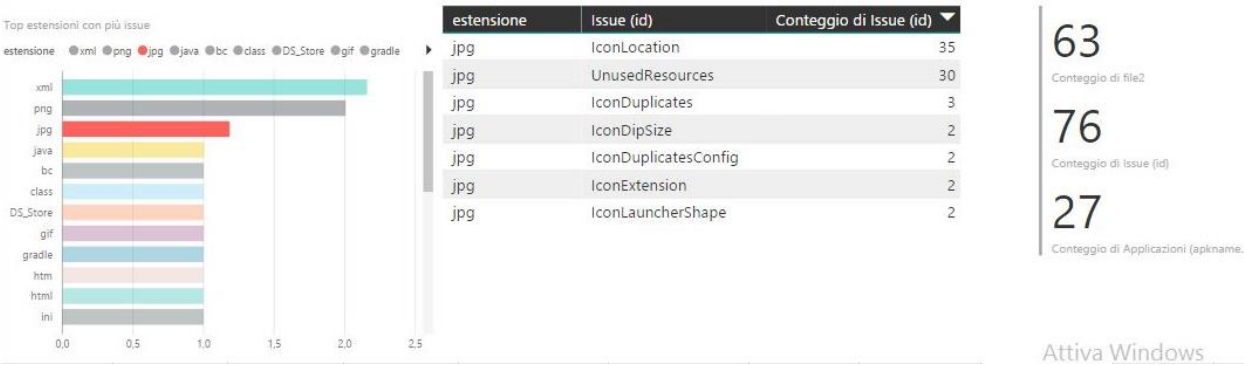 Top estensioni con più issue
estensione xml png jpg java bc class DS_Store gif gradle
xml
png
jpg
java
bc
class
DS_Store
gif
gradle
htm
html
ini
0,0 0,5 1,0 1,5 2,0 2,5
estensione Issue (id) Conteggio di Issue (id)
jpg IconLocation 35
jpg UnusedResources 30
jpg IconDuplicates 3
jpg IconDipSize 2
jpg IconDuplicatesConfig 2
jpg IconExtension 2
jpg IconLauncherShape 2
63
Conteggio di file2
76
Conteggio di Issue (id)
27
Conteggio di Applicazioni (apkname.
Attiva Windows